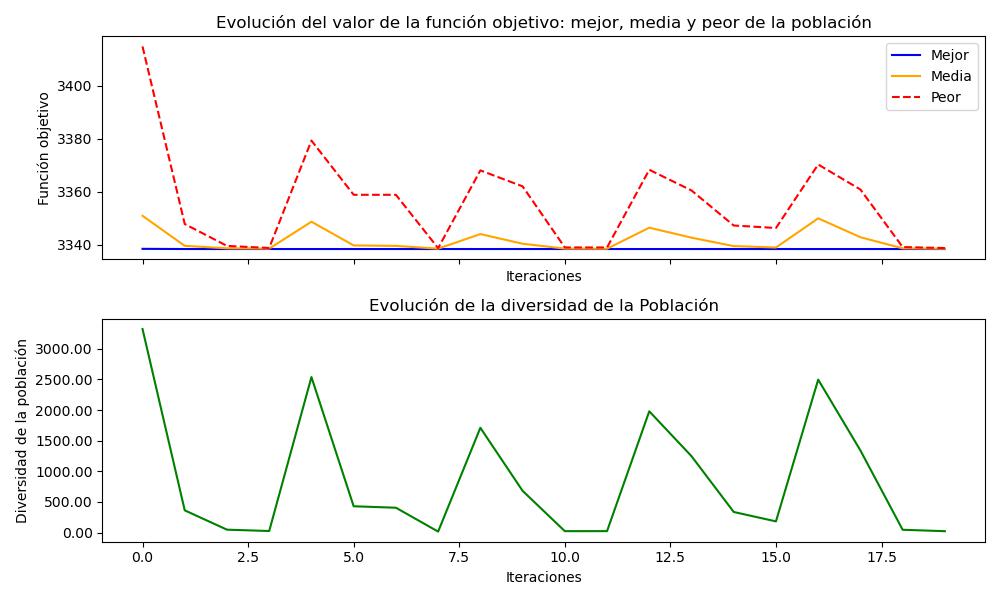 Evolución del valor de la función objetivo: mejor, media y peor de la población
Función objetivo
3400
3380
3360
3340
Mejor
Media
Peor
Iteraciones
Evolución de la diversidad de la Población
Diversidad de la población
3000.00
2500.00
2000.00
1500.00
1000.00
500.00
0.00
0.0 2.5 5.0 7.5 10.0 12.5 15.0 17.5
Iteraciones